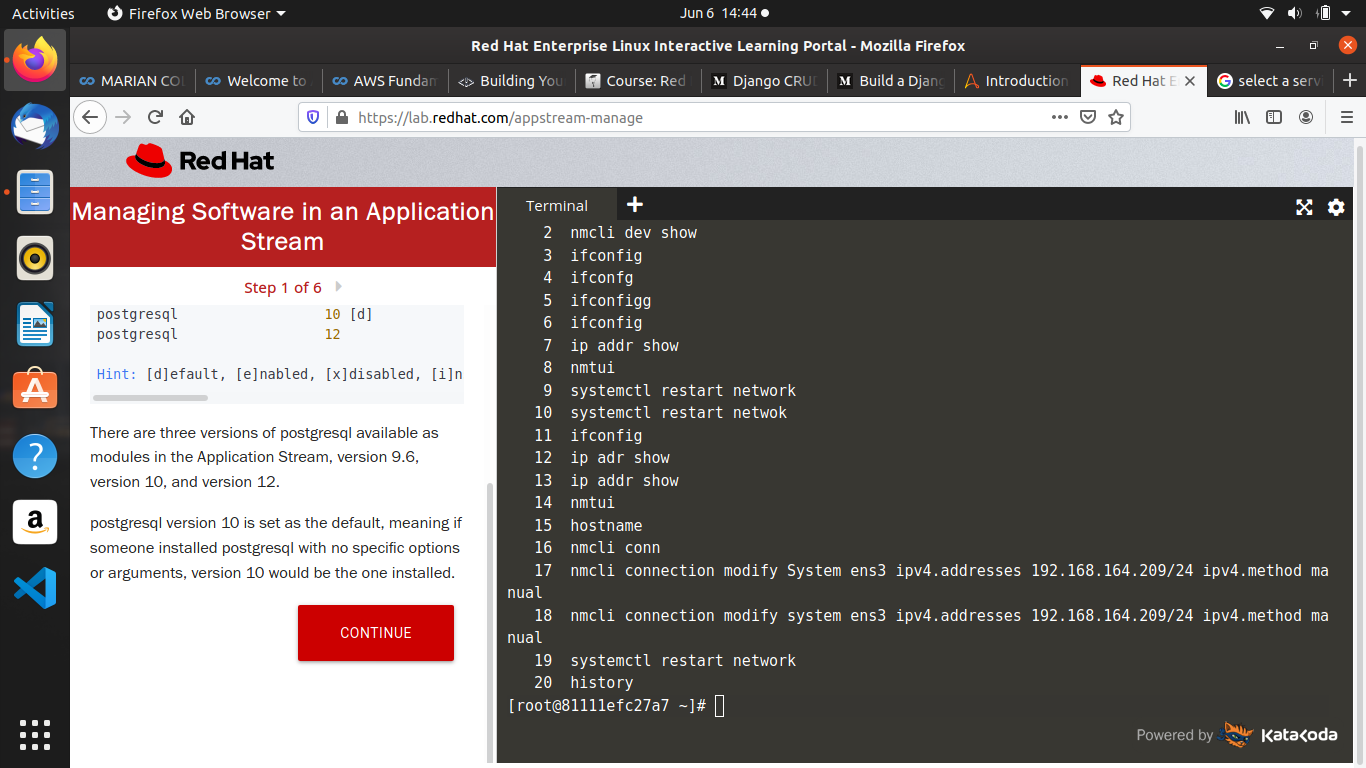 Activities
Firefox Web Browser
Jun 6 14:44
Red Hat Enterprise Linux Interactive Learning Portal - Mozilla Firefox
MARIAN CO
Welcome to
AWS Fundam
Building You
Course: Red
Django CRU
Build a Djan
Introduction
Red Hat E
select a serv
https://lab.redhat.com/appstream-manage
Red Hat
Managing Software in an Application
Stream
Step 1 of 6
postgresql 10 [d]
postgresql 12
Hint: [d]efault, [e]nabled, [x]disabled, [i]n
There are three versions of postgresql available as
modules in the Application Stream, version 9.6,
version 10, and version 12.
postgresql version 10 is set as the default, meaning if
someone installed postgresql with no specific options
or arguments, version 10 would be the one installed.
CONTINUE
Terminal
2 nmcli dev show
3 ifconfig
4 ifconfg
5 ifconfigg
6 ifconfig
7 ip addr show
8 nmtui
9 systemctl restart network
10 systemctl restart netwok
11 ifconfig
12 ip adr show
13 ip addr show
14 nmtui
15 hostname
16 nmcli conn
17 nmcli connection modify System ens3 ipv4.addresses 192.168.164.209/24 ipv4.method ma
nual
18 nmcli connection modify system ens3 ipv4.addresses 192.168.164.209/24 ipv4.method ma
nual
19 systemctl restart network
20 history
[root@81111efc27a7 ~]#
Powered by Katakoda